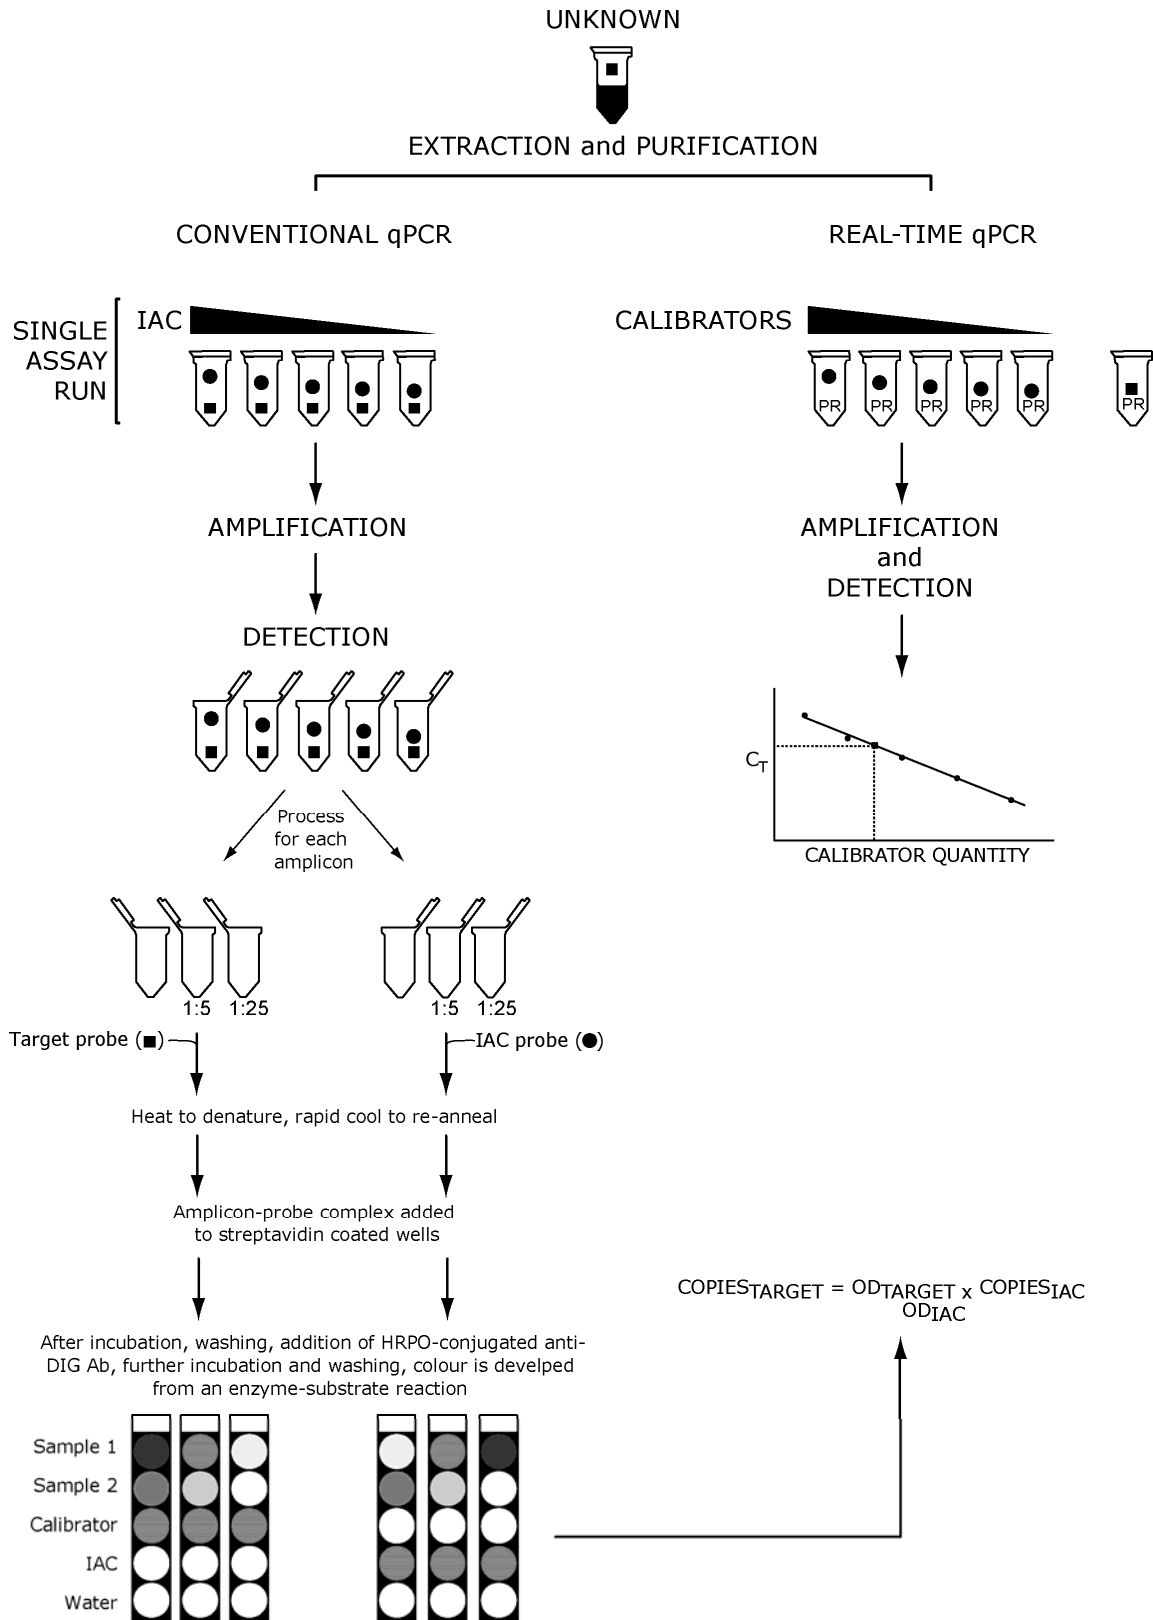 UNKNOWN
EXTRACTION and PURIFICATION
CONVENTIONAL qPCR
REAL-TIME qPCR
SINGLE
ASSAY
RUN
IAC
CALIBRATORS
PR PR PR PR PR PR
AMPLIFICATION
DETECTION
AMPLIFICATION
and
DETECTION
CT
CALIBRATOR QUANTITY
Process
for each
amplicon
1:5 1:25
1:5 1:25
Target probe (■)
IAC probe (●)
Heat to denature, rapid cool to re-anneal
Amplicon-probe complex added
to streptavidin coated wells
COPIESTARGET = ODTARGET x COPIESIAC
ODIAC
After incubation, washing, addition of HRPO-conjugated anti-
DIG Ab, further incubation and washing, colour is develped
from an enzyme-substrate reaction
Sample 1
Sample 2
Calibrator
IAC
Water